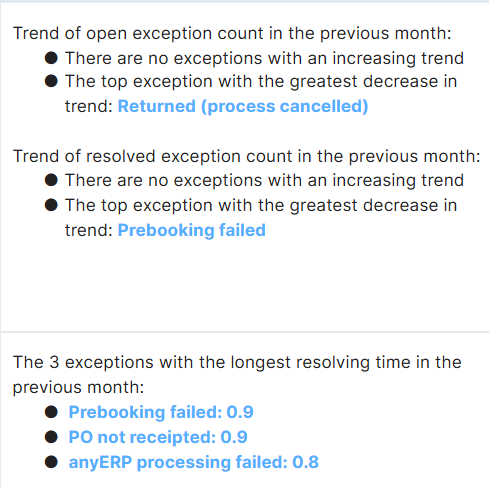 Trend of open exception count in the previous month:
● There are no exceptions with an increasing trend
● The top exception with the greatest decrease in
trend: Returned (process cancelled)
Trend of resolved exception count in the previous month:
● There are no exceptions with an increasing trend
● The top exception with the greatest decrease in
trend: Prebooking failed
The 3 exceptions with the longest resolving time in the
previous month:
● Prebooking failed: 0.9
● PO not receipted: 0.9
● anyERP processing failed: 0.8